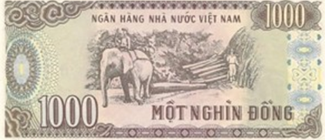 NGÂN HÀNG NHÀ NƯỚC VIỆT NAM
1000
1000
MỘT NGHÌN ĐỒNG